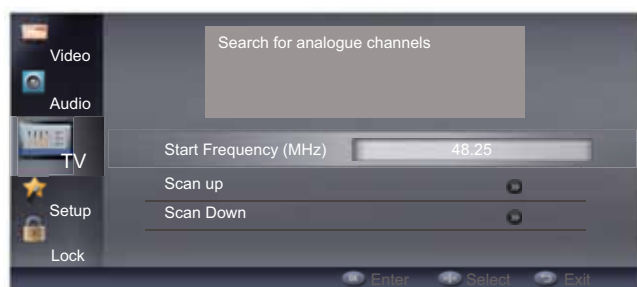 Video
Audio
TV
Setup
Lock
Search for analogue channels
Start Frequency (MHz) 48.25
Scan up
Scan Down
Enter Select Exit